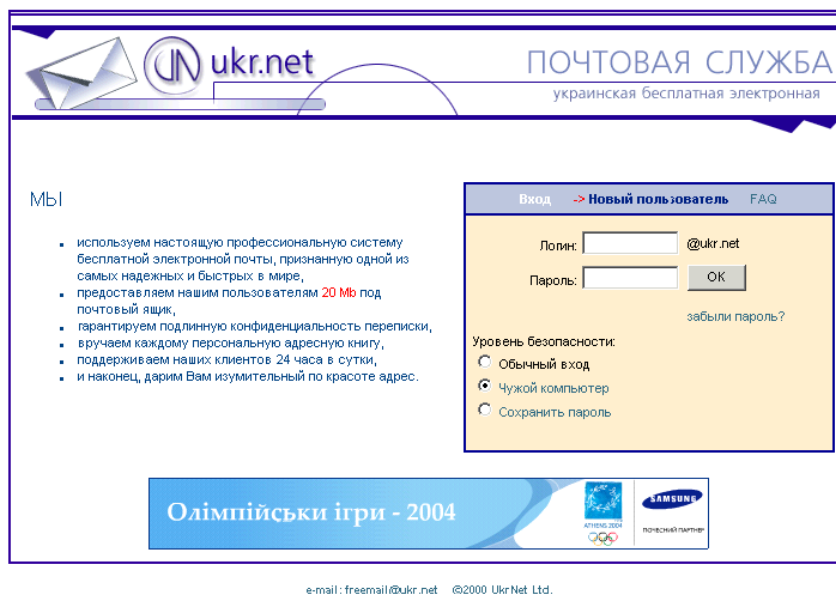 ukr.net
ПОЧТОВАЯ СЛУЖБА
украинская бесплатная электронная
МЫ
используем настоящую профессиональную систему
бесплатной электронной почты, признанную одной из
самых надежных и быстрых в мире,
предоставляем нашим пользователям 20 Mb под
почтовый ящик,
гарантируем подлинную конфиденциальность переписки,
вручаем каждому персональную адресную книгу,
поддерживаем наших клиентов 24 часа в сутки,
и наконец, дарим Вам изумительный по красоте адрес.
Вход -> Новый пользователь FAQ
Логин: @ukr.net
Пароль: OK
забыли пароль?
Уровень безопасности:
Обычный вход
Чужой компьютер
Сохранить пароль
Олімпійськи ігри - 2004
ATHENS 2004
SAMSUNG
ПОЧЕСНИЙ ПАРТНЕР
e-mail: freemail@ukr.net ©2000 UkrNet Ltd.